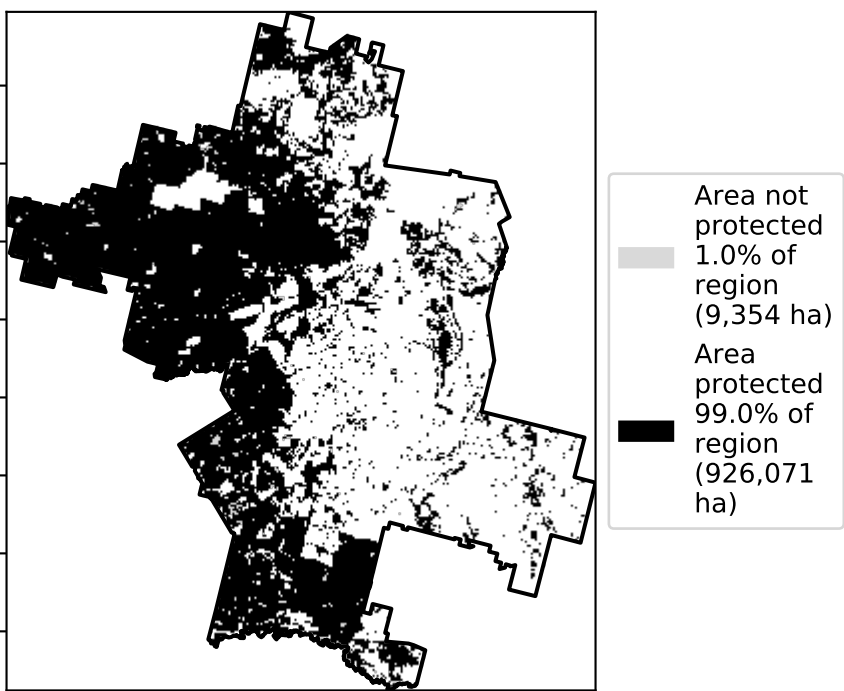 Area not
protected
1.0% of
region
(9,354 ha)
Area
protected
99.0% of
region
(926,071
ha)